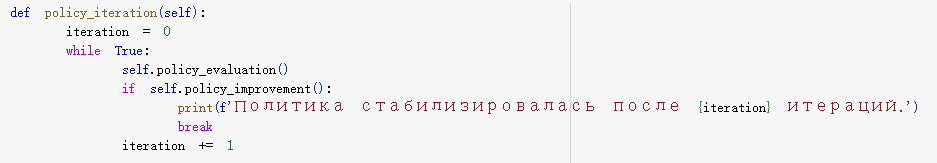 def policy_iteration(self):
iteration = 0
while True:
self.policy_evaluation()
if self.policy_improvement():
print(f'Политика стабилизировалась после {iteration} итераций.')
break
iteration += 1